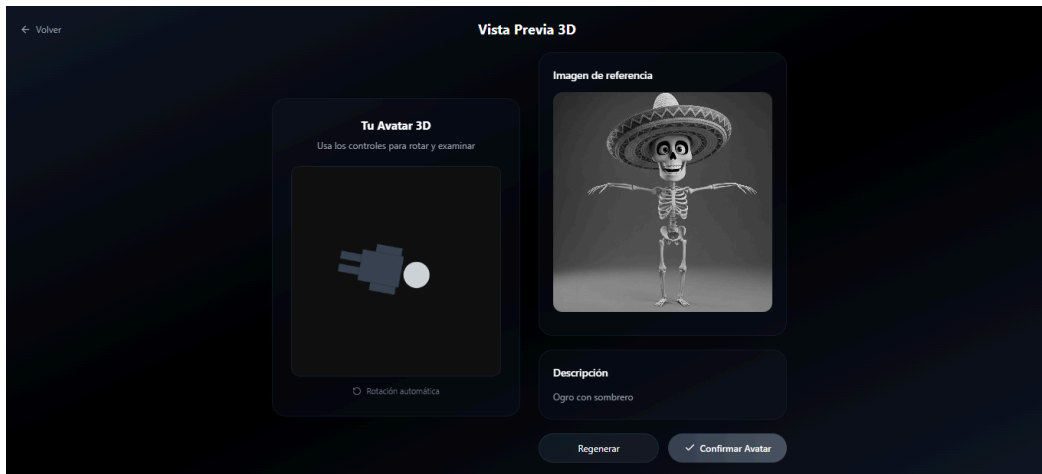 ← Volver
Vista Previa 3D
Tu Avatar 3D
Usa los controles para rotar y examinar
Rotación automática
Imagen de referencia
Descripción
Ogro con sombrero
Regenerar
✓ Confirmar Avatar